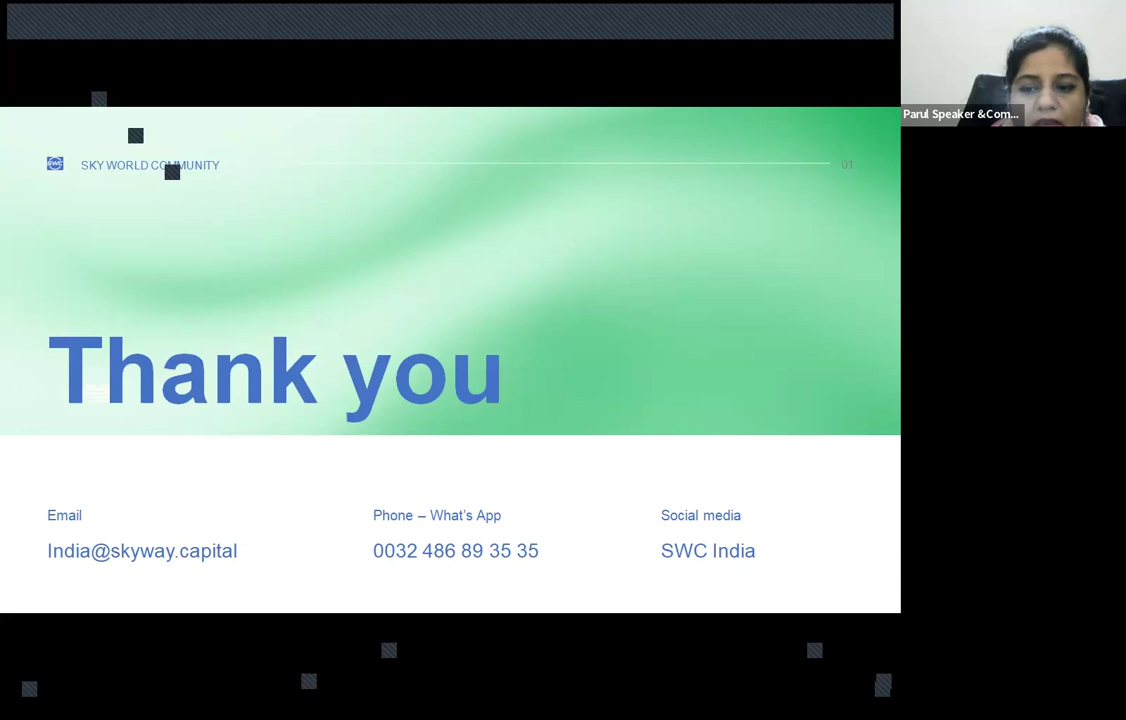 Parul Speaker &Com...
SWC
SKY WORLD COMMUNITY
01
Thank you
Email
India@skyway.capital
Phone – What's App
0032 486 89 35 35
Social media
SWC India